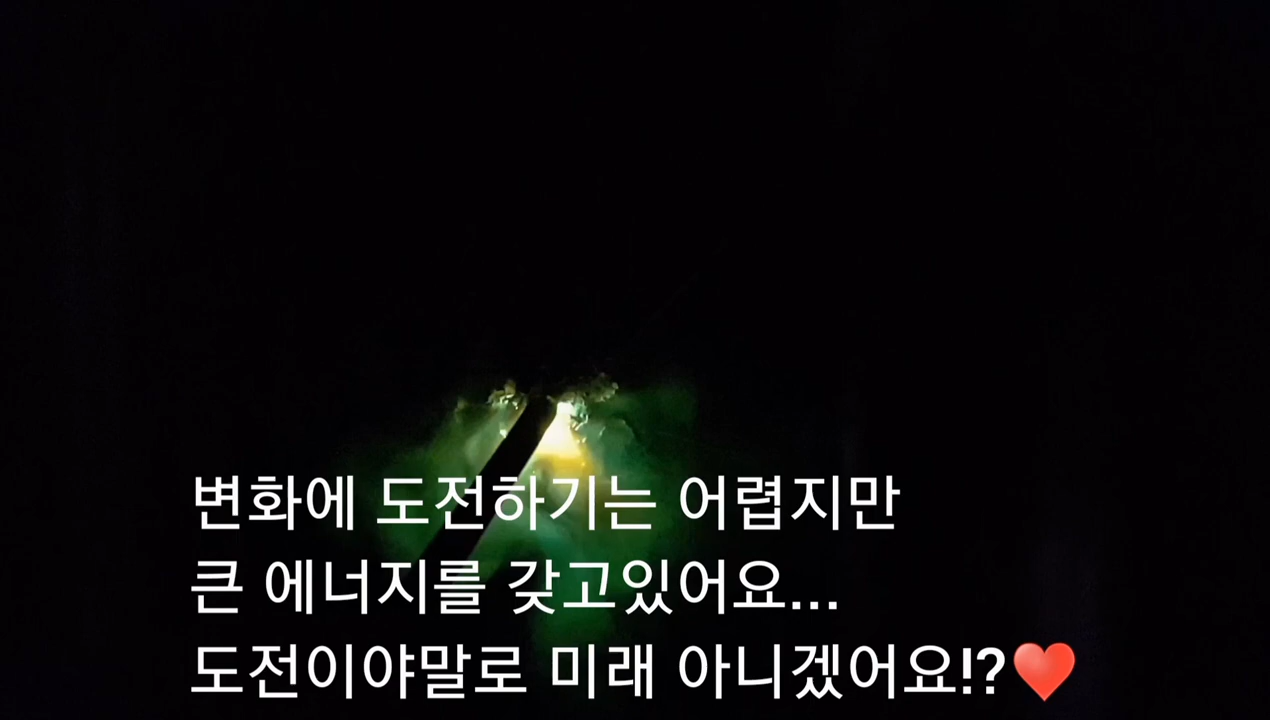 변화에 도전하기는 어렵지만
큰 에너지를 갖고있어요...
도전이야말로 미래 아니겠어요!?♥️